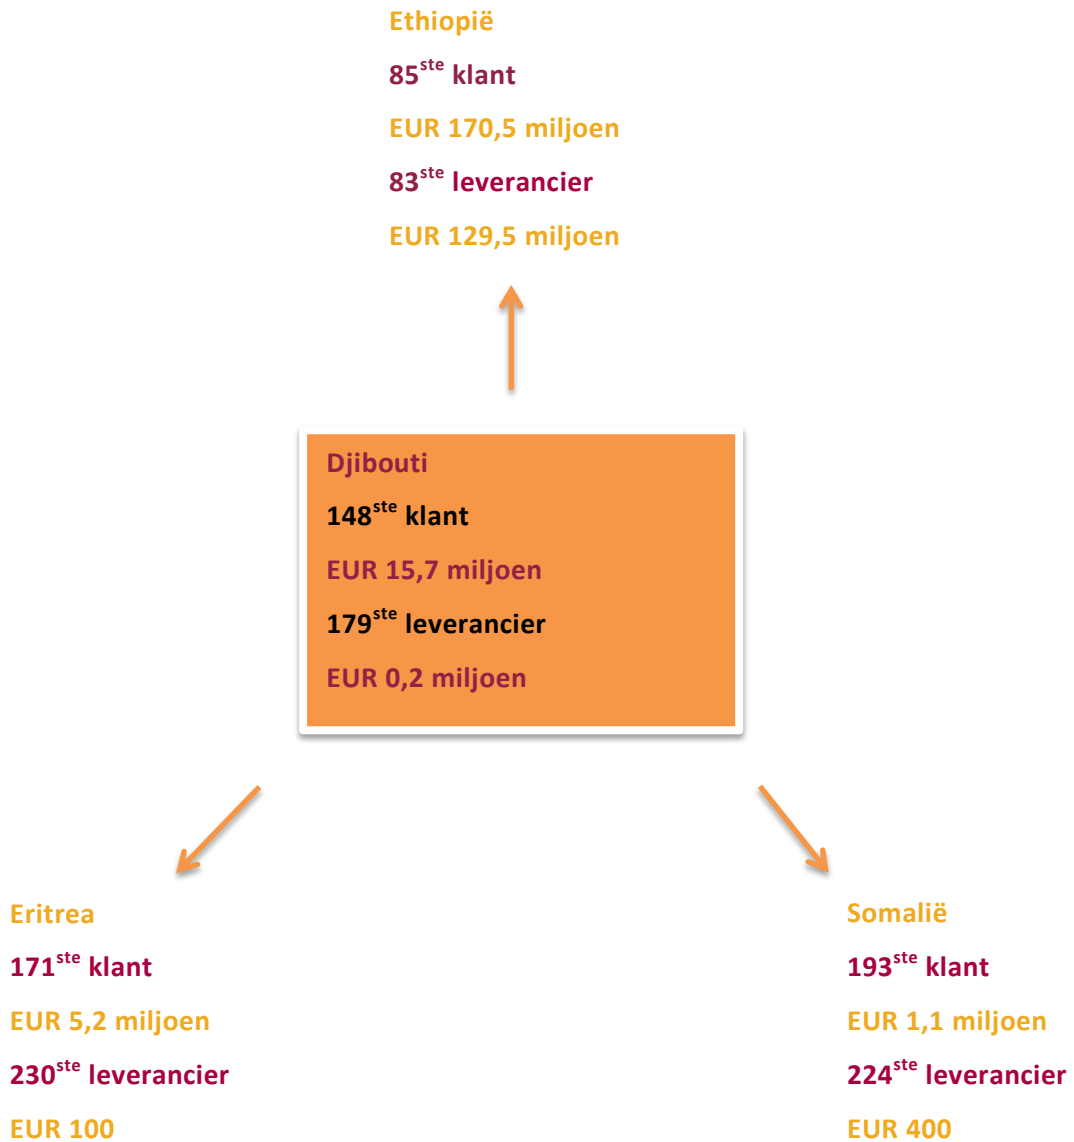 Ethiopië
85ste klant
EUR 170,5 miljoen
83ste leverancier
EUR 129,5 miljoen
Djibouti
148ste klant
EUR 15,7 miljoen
179ste leverancier
EUR 0,2 miljoen
Eritrea
171ste klant
EUR 5,2 miljoen
230ste leverancier
EUR 100
Somalië
193ste klant
EUR 1,1 miljoen
224ste leverancier
EUR 400